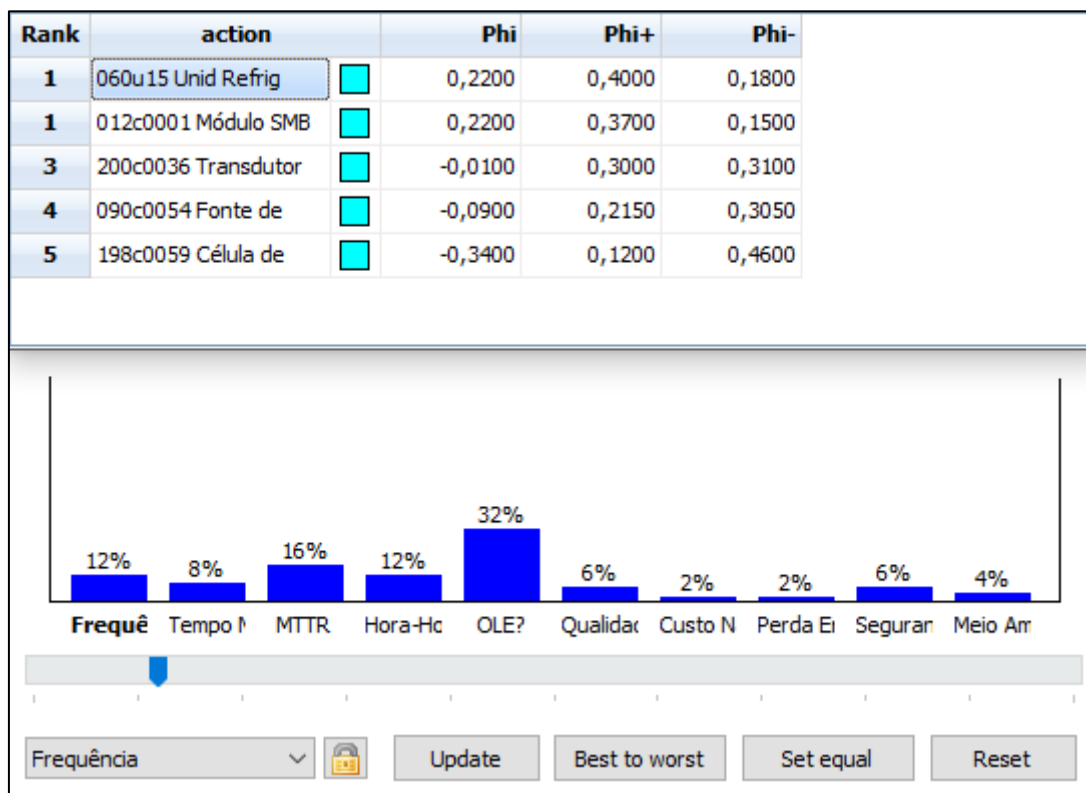 Rank action Phi Phi+ Phi-
1 060u15 Unid Refrig 0,2200 0,4000 0,1800
1 012c0001 Módulo SMB 0,2200 0,3700 0,1500
3 200c0036 Transdutor -0,0100 0,3000 0,3100
4 090c0054 Fonte de -0,0900 0,2150 0,3050
5 198c0059 Célula de -0,3400 0,1200 0,4600
12% 8% 16% 12% 32% 6% 2% 2% 6% 4%
Frequê Tempo MTTR Hora-Ho OLE? Qualidad Custo N Perda Seguran Meio Am
Frequência Update Best to worst Set equal Reset